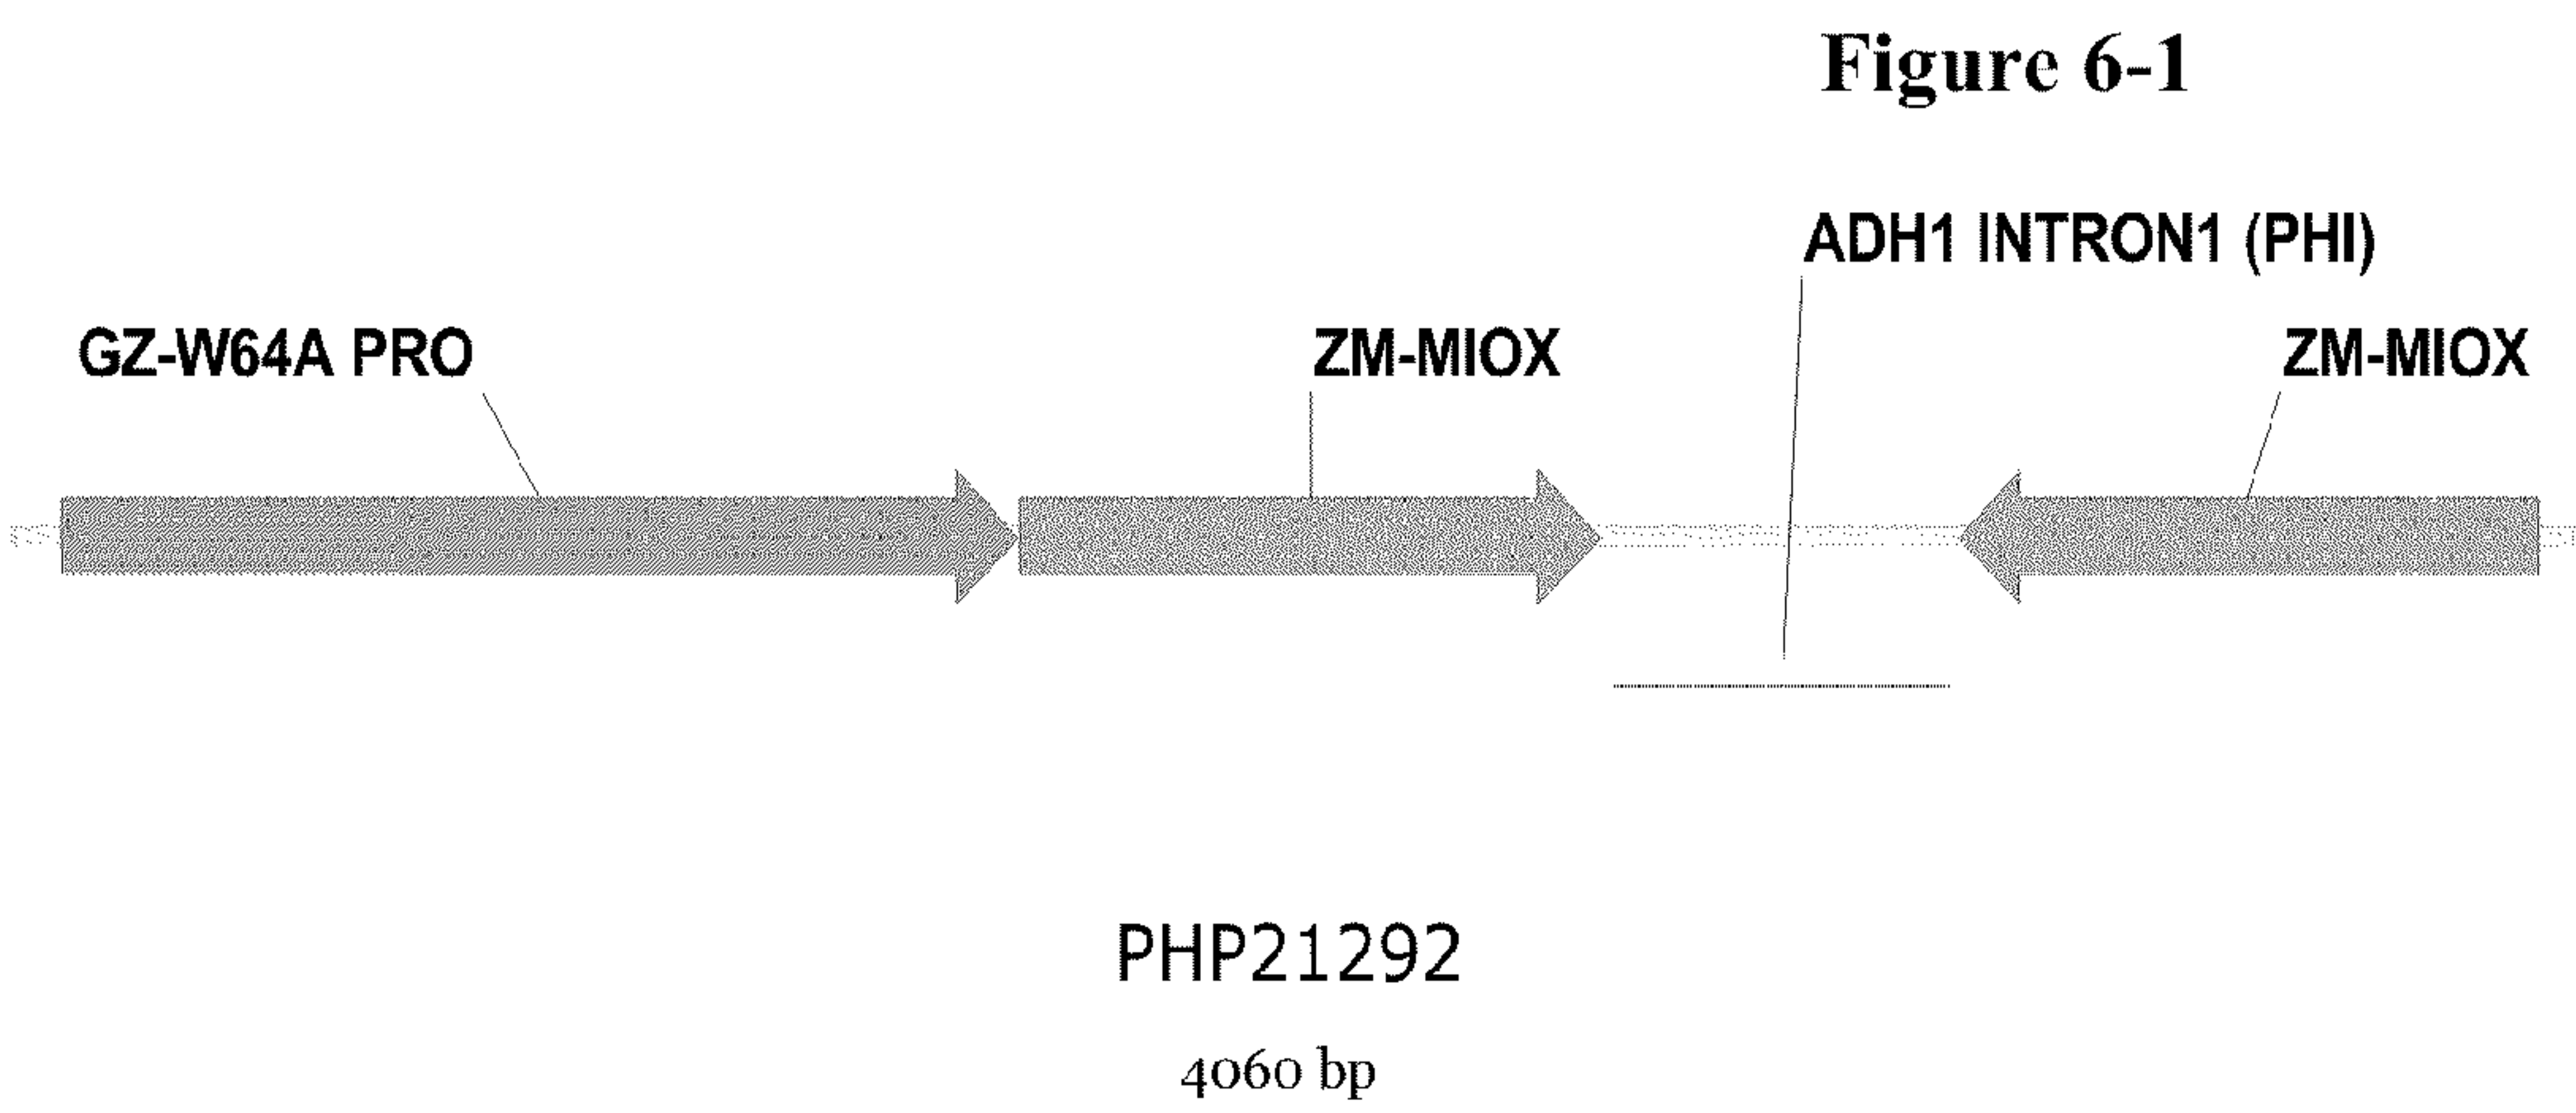 Figure 6-1
ADH1 INTRON1 (PHI)
GZ-W64A PRO
ZM-MIOX
ZM-MIOX
PHP21292
4060 bp